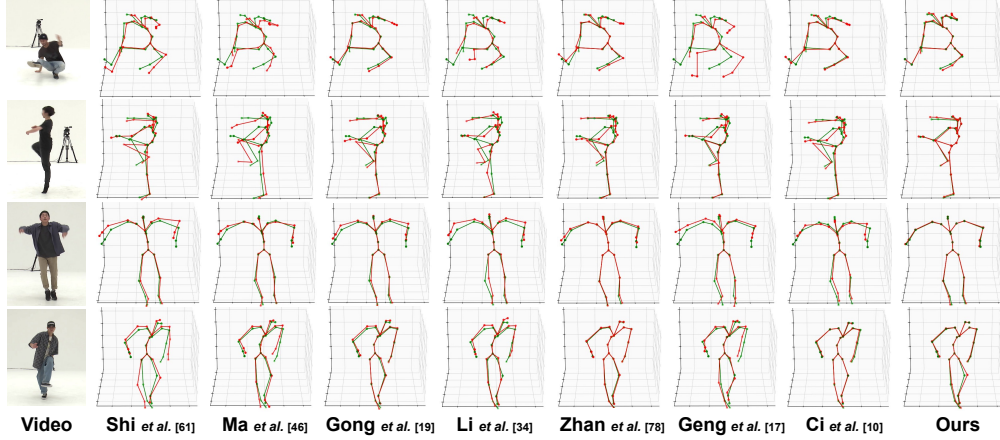 Video Shi et al. [61] Ma et al. [46] Gong et al. [19] Li et al. [34] Zhan et al. [78] Geng et al. [17] Ci et al. [10] Ours